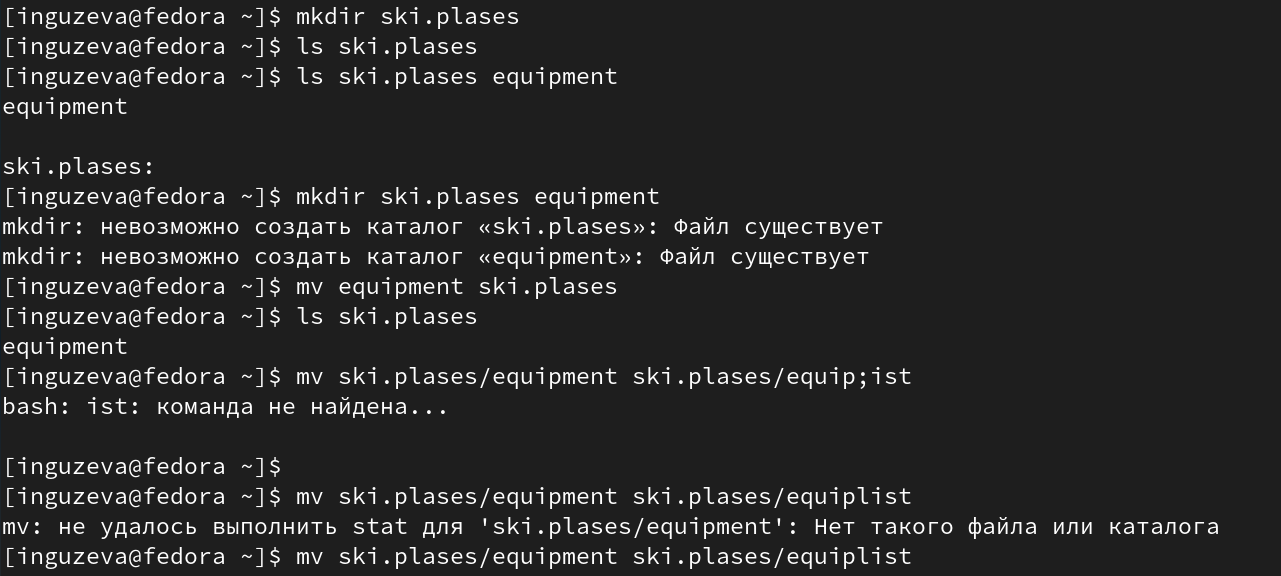 [inguzeva@fedora ~]$ mkdir ski.plases
[inguzeva@fedora ~]$ ls ski.plases
[inguzeva@fedora ~]$ ls ski.plases equipment
equipment

ski.plases:
[inguzeva@fedora ~]$ mkdir ski.plases equipment
mkdir: невозможно создать каталог «ski.plases»: Файл существует
mkdir: невозможно создать каталог «equipment»: Файл существует
[inguzeva@fedora ~]$ mv equipment ski.plases
[inguzeva@fedora ~]$ ls ski.plases
equipment
[inguzeva@fedora ~]$ mv ski.plases/equipment ski.plases/equip;ist
bash: ist: команда не найдена...

[inguzeva@fedora ~]$
[inguzeva@fedora ~]$ mv ski.plases/equipment ski.plases/equiplist
mv: не удалось выполнить stat для 'ski.plases/equipment': Нет такого файла или каталога
[inguzeva@fedora ~]$ mv ski.plases/equipment ski.plases/equiplist